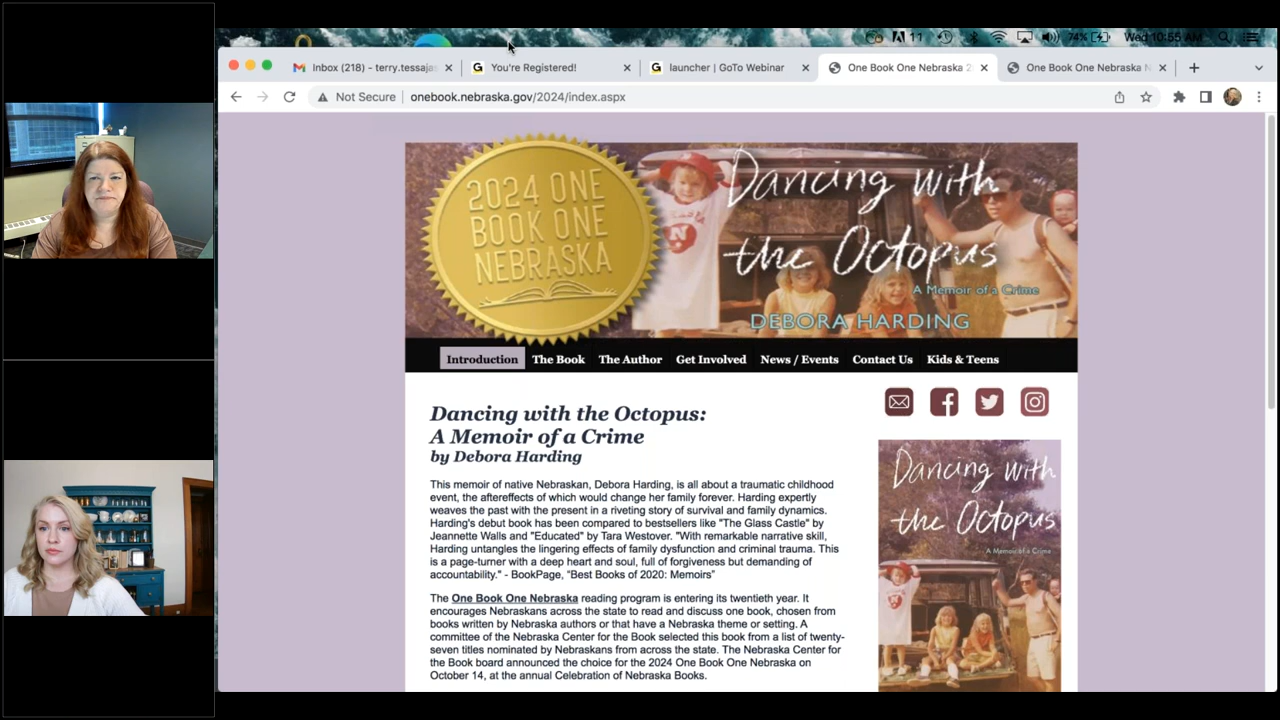 11
74%
Wed 10:55 AM
Inbox (218) - terry.tessajas
You're Registered!
launcher | GoTo Webinar
One Book One Nebraska 2
One Book One Nebraska N
Not Secure
onebook.nebraska.gov/2024/index.aspx
2024 ONE
BOOK ONE
NEBRASKA
Dancing with
the Octopus
A Memoir of a Crime
DEBORA HARDING
N
Introduction
The Book
The Author
Get Involved
News / Events
Contact Us
Kids & Teens
Dancing with the Octopus:
A Memoir of a Crime
by Debora Harding
This memoir of native Nebraskan, Debora Harding, is all about a traumatic childhood
event, the aftereffects of which would change her family forever. Harding expertly
weaves the past with the present in a riveting story of survival and family dynamics.
Harding's debut book has been compared to bestsellers like "The Glass Castle" by
Jeannette Walls and "Educated" by Tara Westover. "With remarkable narrative skill,
Harding untangles the lingering effects of family dysfunction and criminal trauma. This
is a page-turner with a deep heart and soul, full of forgiveness but demanding of
accountability." - BookPage, "Best Books of 2020: Memoirs"
The One Book One Nebraska reading program is entering its twentieth year. It
encourages Nebraskans across the state to read and discuss one book, chosen from
books written by Nebraska authors or that have a Nebraska theme or setting. A
committee of the Nebraska Center for the Book selected this book from a list of twenty-
seven titles nominated by Nebraskans from across the state. The Nebraska Center for
the Book board announced the choice for the 2024 One Book One Nebraska on
October 14, at the annual Celebration of Nebraska Books.
Dancing with
the Octopus
A Memoir of a Crime